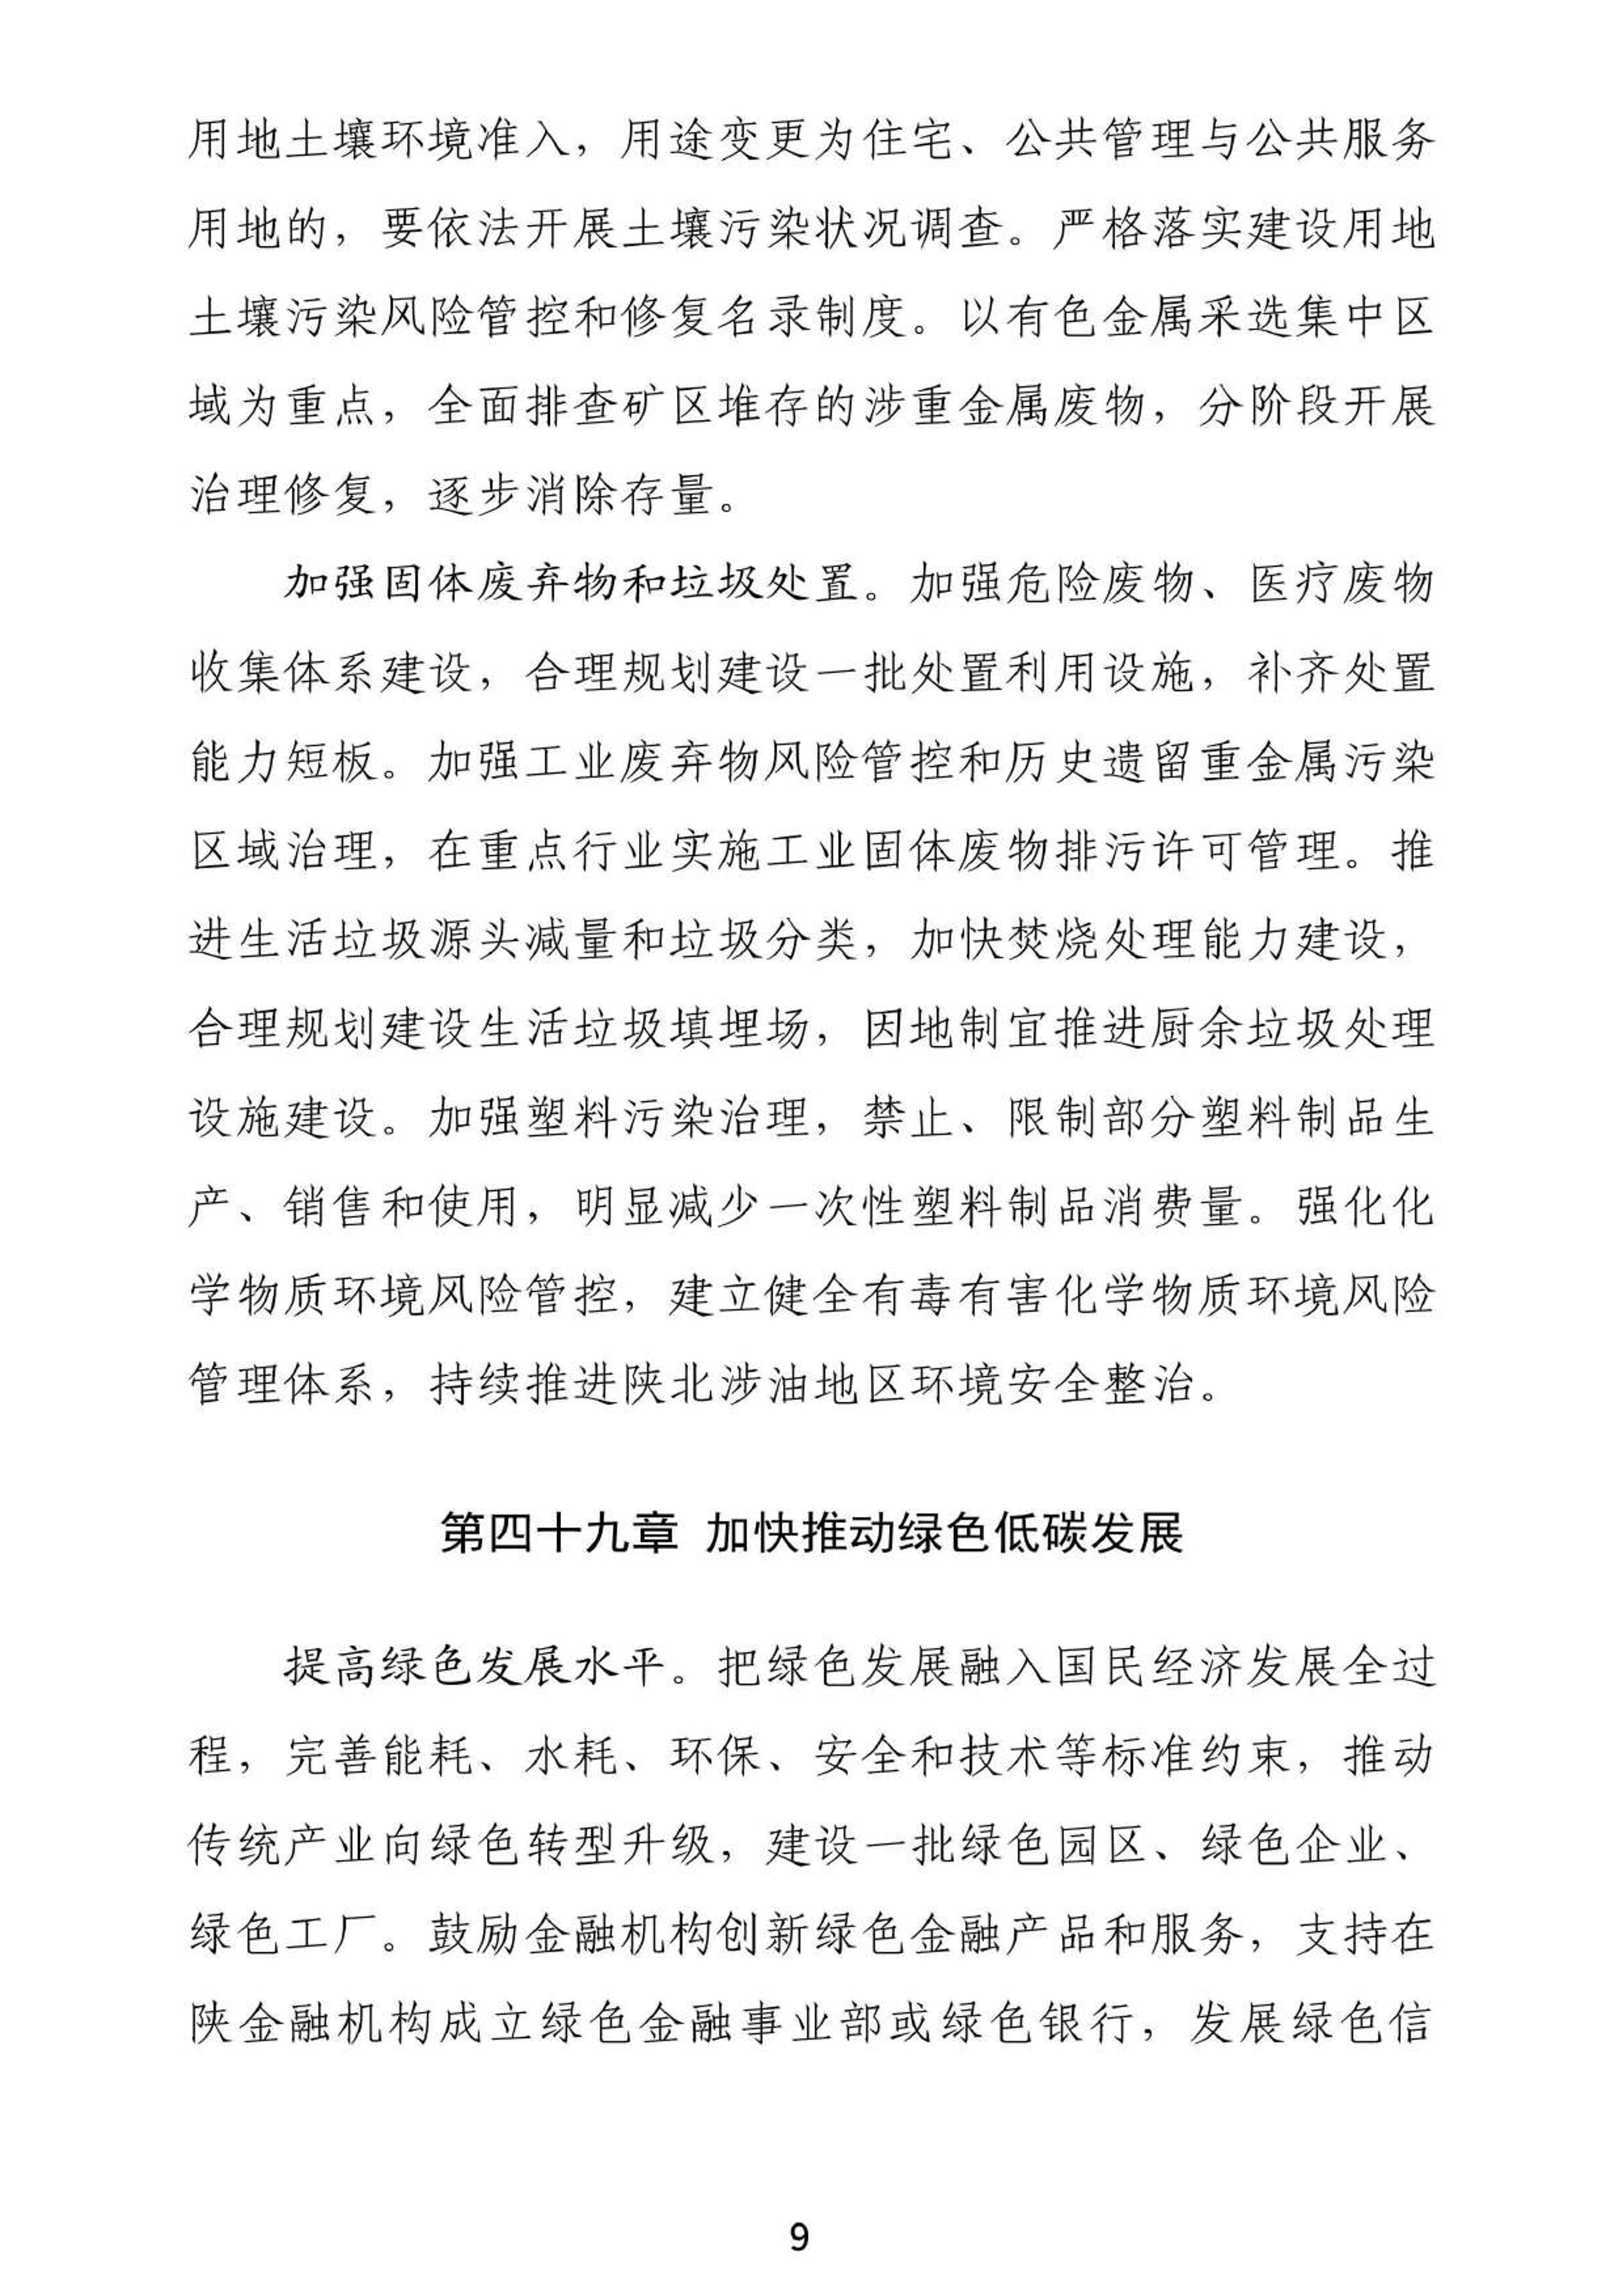 用地土壤环境准入，用途变更为住宅、公共管理与公共服务
用地的，要依法开展土壤污染状况调查。严格落实建设用地
土壤污染风险管控和修复名录制度。以有色金属采选集中区
域为重点，全面排查矿区堆存的涉重金属废物，分阶段开展
治理修复，逐步消除存量。
加强固体废弃物和垃圾处置。加强危险废物、医疗废物
收集体系建设，合理规划建设一批处置利用设施，补齐处置
能力短板。加强工业废弃物风险管控和历史遗留重金属污染
区域治理，在重点行业实施工业固体废物排污许可管理。推
进生活垃圾源头减量和垃圾分类，加快焚烧处理能力建设，
合理规划建设生活垃圾填埋场，因地制宜推进厨余垃圾处理
设施建设。加强塑料污染治理，禁止、限制部分塑料制品生
产、销售和使用，明显减少一次性塑料制品消费量。强化化
学物质环境风险管控，建立健全有毒有害化学物质环境风险
管理体系，持续推进陕北涉油地区环境安全整治。
第四十九章 加快推动绿色低碳发展
提高绿色发展水平。把绿色发展融入国民经济发展全过
程，完善能耗、水耗、环保、安全和技术等标准约束，推动
传统产业向绿色转型升级，建设一批绿色园区、绿色企业、
绿色工厂。鼓励金融机构创新绿色金融产品和服务，支持在
陕金融机构成立绿色金融事业部或绿色银行，发展绿色信
9